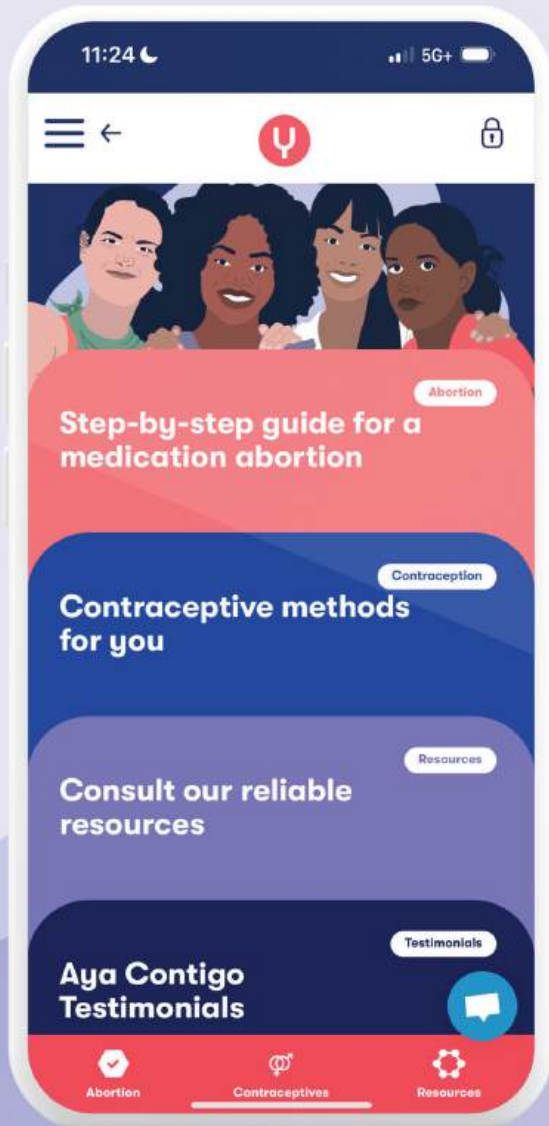 11:24
5G+
Abortion
Step-by-step guide for a
medication abortion
Contraception
Contraceptive methods
for you
Resources
Consult our reliable
resources
Testimonials
Aya Contigo
Testimonials
Abortion
Contraceptives
Resources